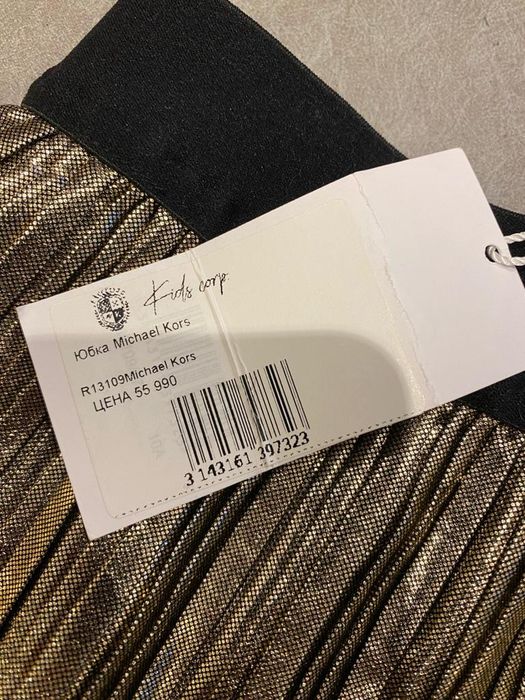 Kids corp.
Юбка Michael Kors
R13109Michael Kors
ЦЕНА 55 990
3 143161 397323